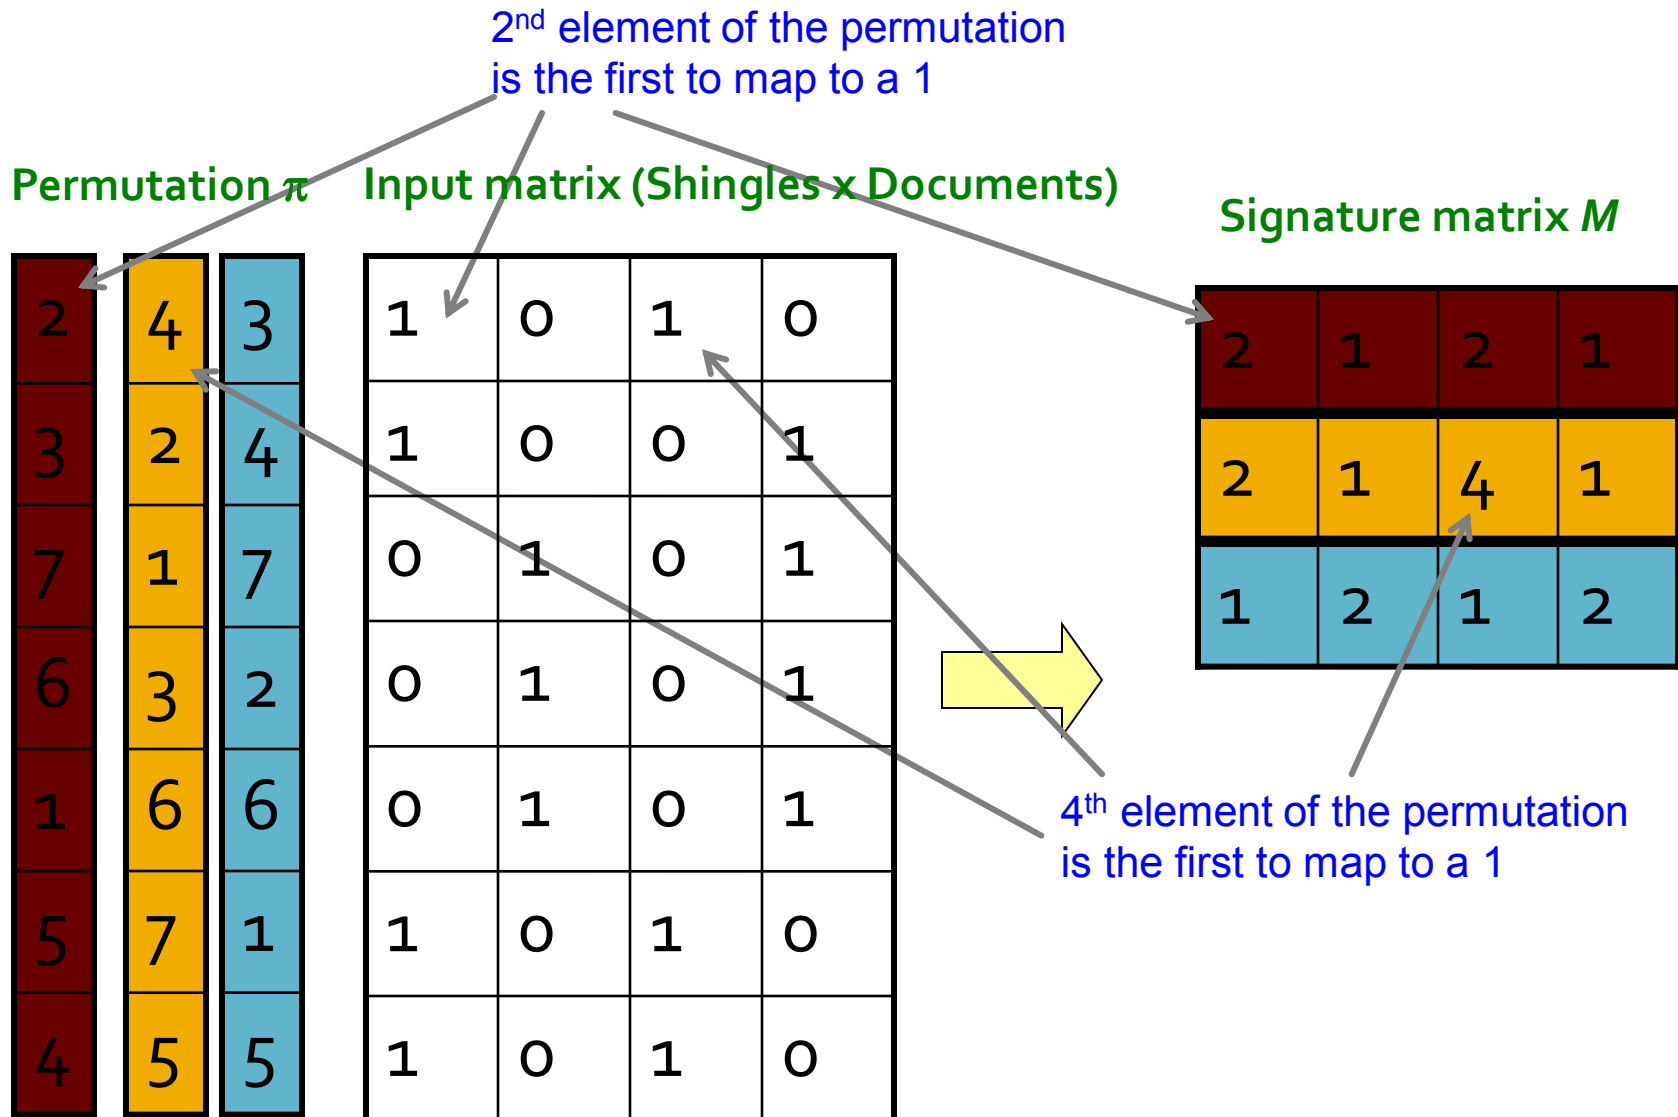 2nd element of the permutation
is the first to map to a 1
Permutation π
Input matrix (Shingles x Documents)
Signature matrix M
2 4 3 1 0 1 0
3 2 4 1 0 0 1
7 1 7 0 1 0 1
6 3 2 0 1 0 1
1 6 6 0 1 0 1
5 7 1 1 0 1 0
4 5 5 1 0 1 0
2 1 2 1
2 1 4 1
1 2 1 2
4th element of the permutation
is the first to map to a 1